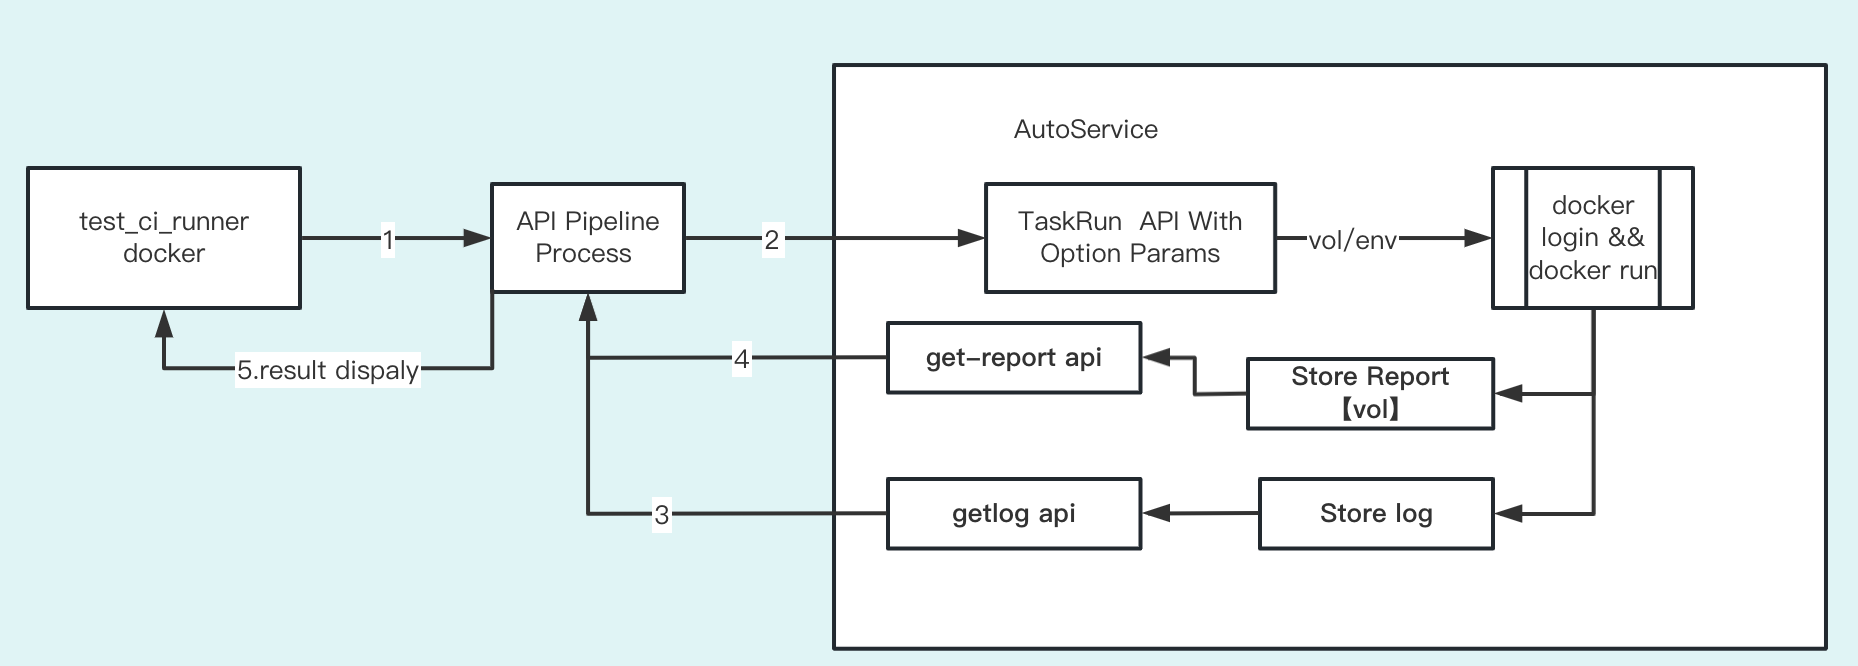 AutoService
test_ci_runner
docker
1
API Pipeline
Process
2
TaskRun  API With
Option Params
vol/env
docker
login &&
docker run
5.result dispaly
4
get-report api
Store Report
【vol】
3
getlog api
Store log